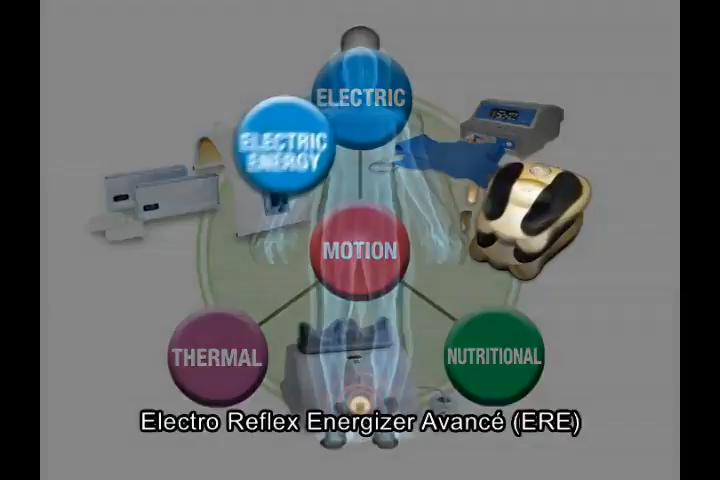 ELECTRIC
ELECTRIC
ENERGY
MOTION
THERMAL
NUTRITIONAL
Electro Reflex Energizer Avancé (ERE)